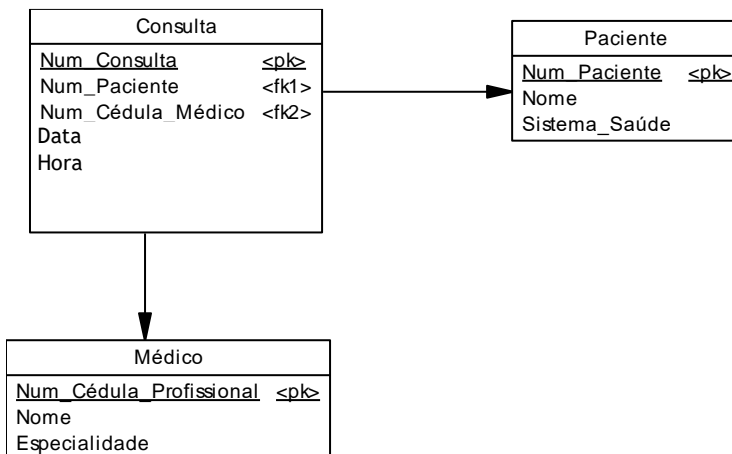 Consulta
Num_Consulta <pk>
Num_Paciente <fk1>
Num_Cédula_Médico <fk2>
Data
Hora
Paciente
Num_Paciente <pk>
Nome
Sistema_Saúde
Médico
Num_Cédula_Profissional <pk>
Nome
Especialidade